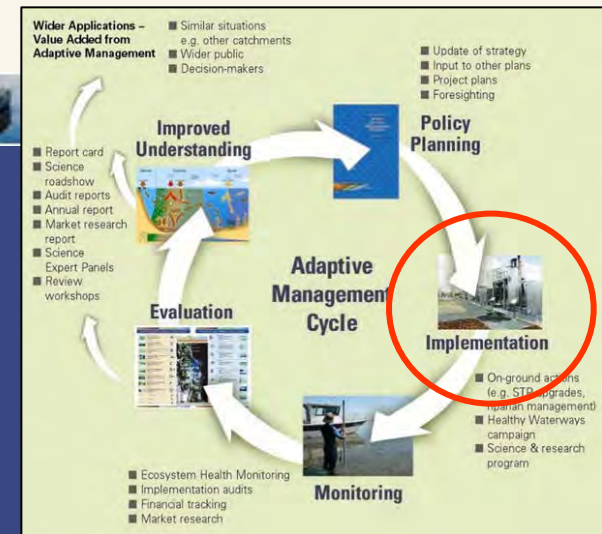 Wider Applications –
Value Added from
Adaptive Management
■ Similar situations
e.g. other catchments
■ Wider public
■ Decision-makers
■ Update of strategy
■ Input to other plans
■ Project plans
■ Foresighting
Policy
Planning
Improved
Understanding
■ Report card
■ Science
roadshow
■ Audit reports
■ Annual report
■ Market research
report
■ Science
Expert Panels
■ Review
workshops
Adaptive
Management
Cycle
Evaluation
Implementation
■ On-ground actions
(e.g. STP upgrades,
riparian management)
■ Healthy Waterways
campaign
■ Science & research
program
Monitoring
■ Ecosystem Health Monitoring
■ Implementation audits
■ Financial tracking
■ Market research